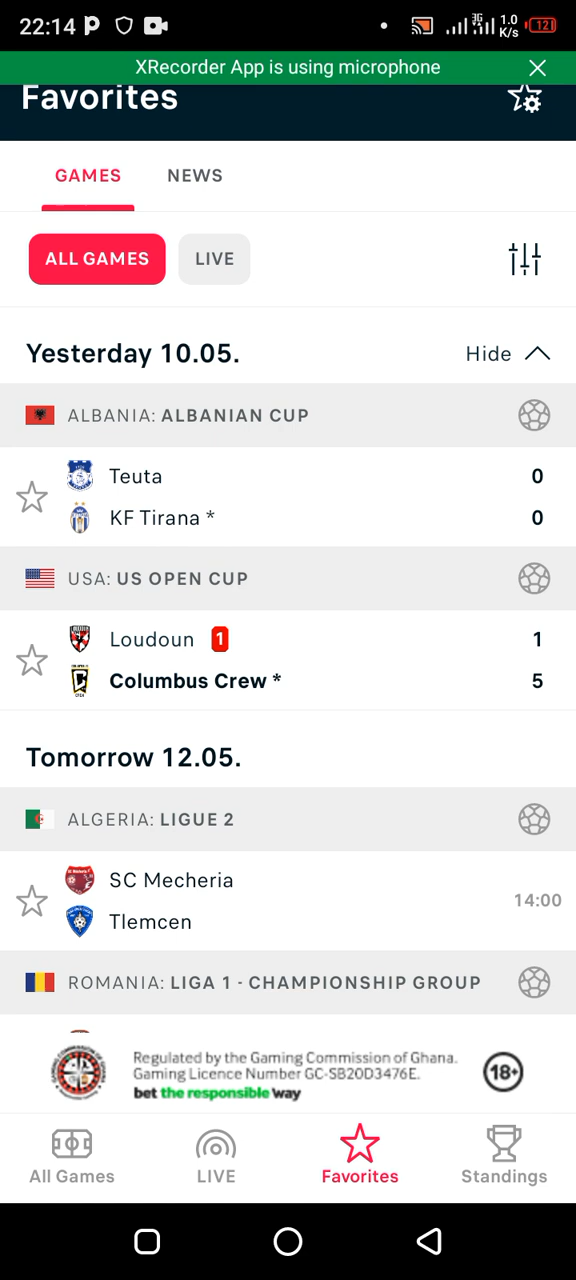 22:14
3G
1.0
K/s
12
XRecorder App is using microphone
Favorites
GAMES NEWS
ALL GAMES LIVE
Yesterday 10.05. Hide
ALBANIA: ALBANIAN CUP
Teuta 0
KF Tirana * 0
USA: US OPEN CUP
Loudoun 1 1
Columbus Crew * 5
Tomorrow 12.05.
ALGERIA: LIGUE 2
SC Mecheria
14:00
Tlemcen
ROMANIA: LIGA 1 - CHAMPIONSHIP GROUP
Regulated by the Gaming Commission of Ghana.
Gaming Licence Number GC-SB20D3476E.
bet the responsible way
18+
All Games LIVE Favorites Standings